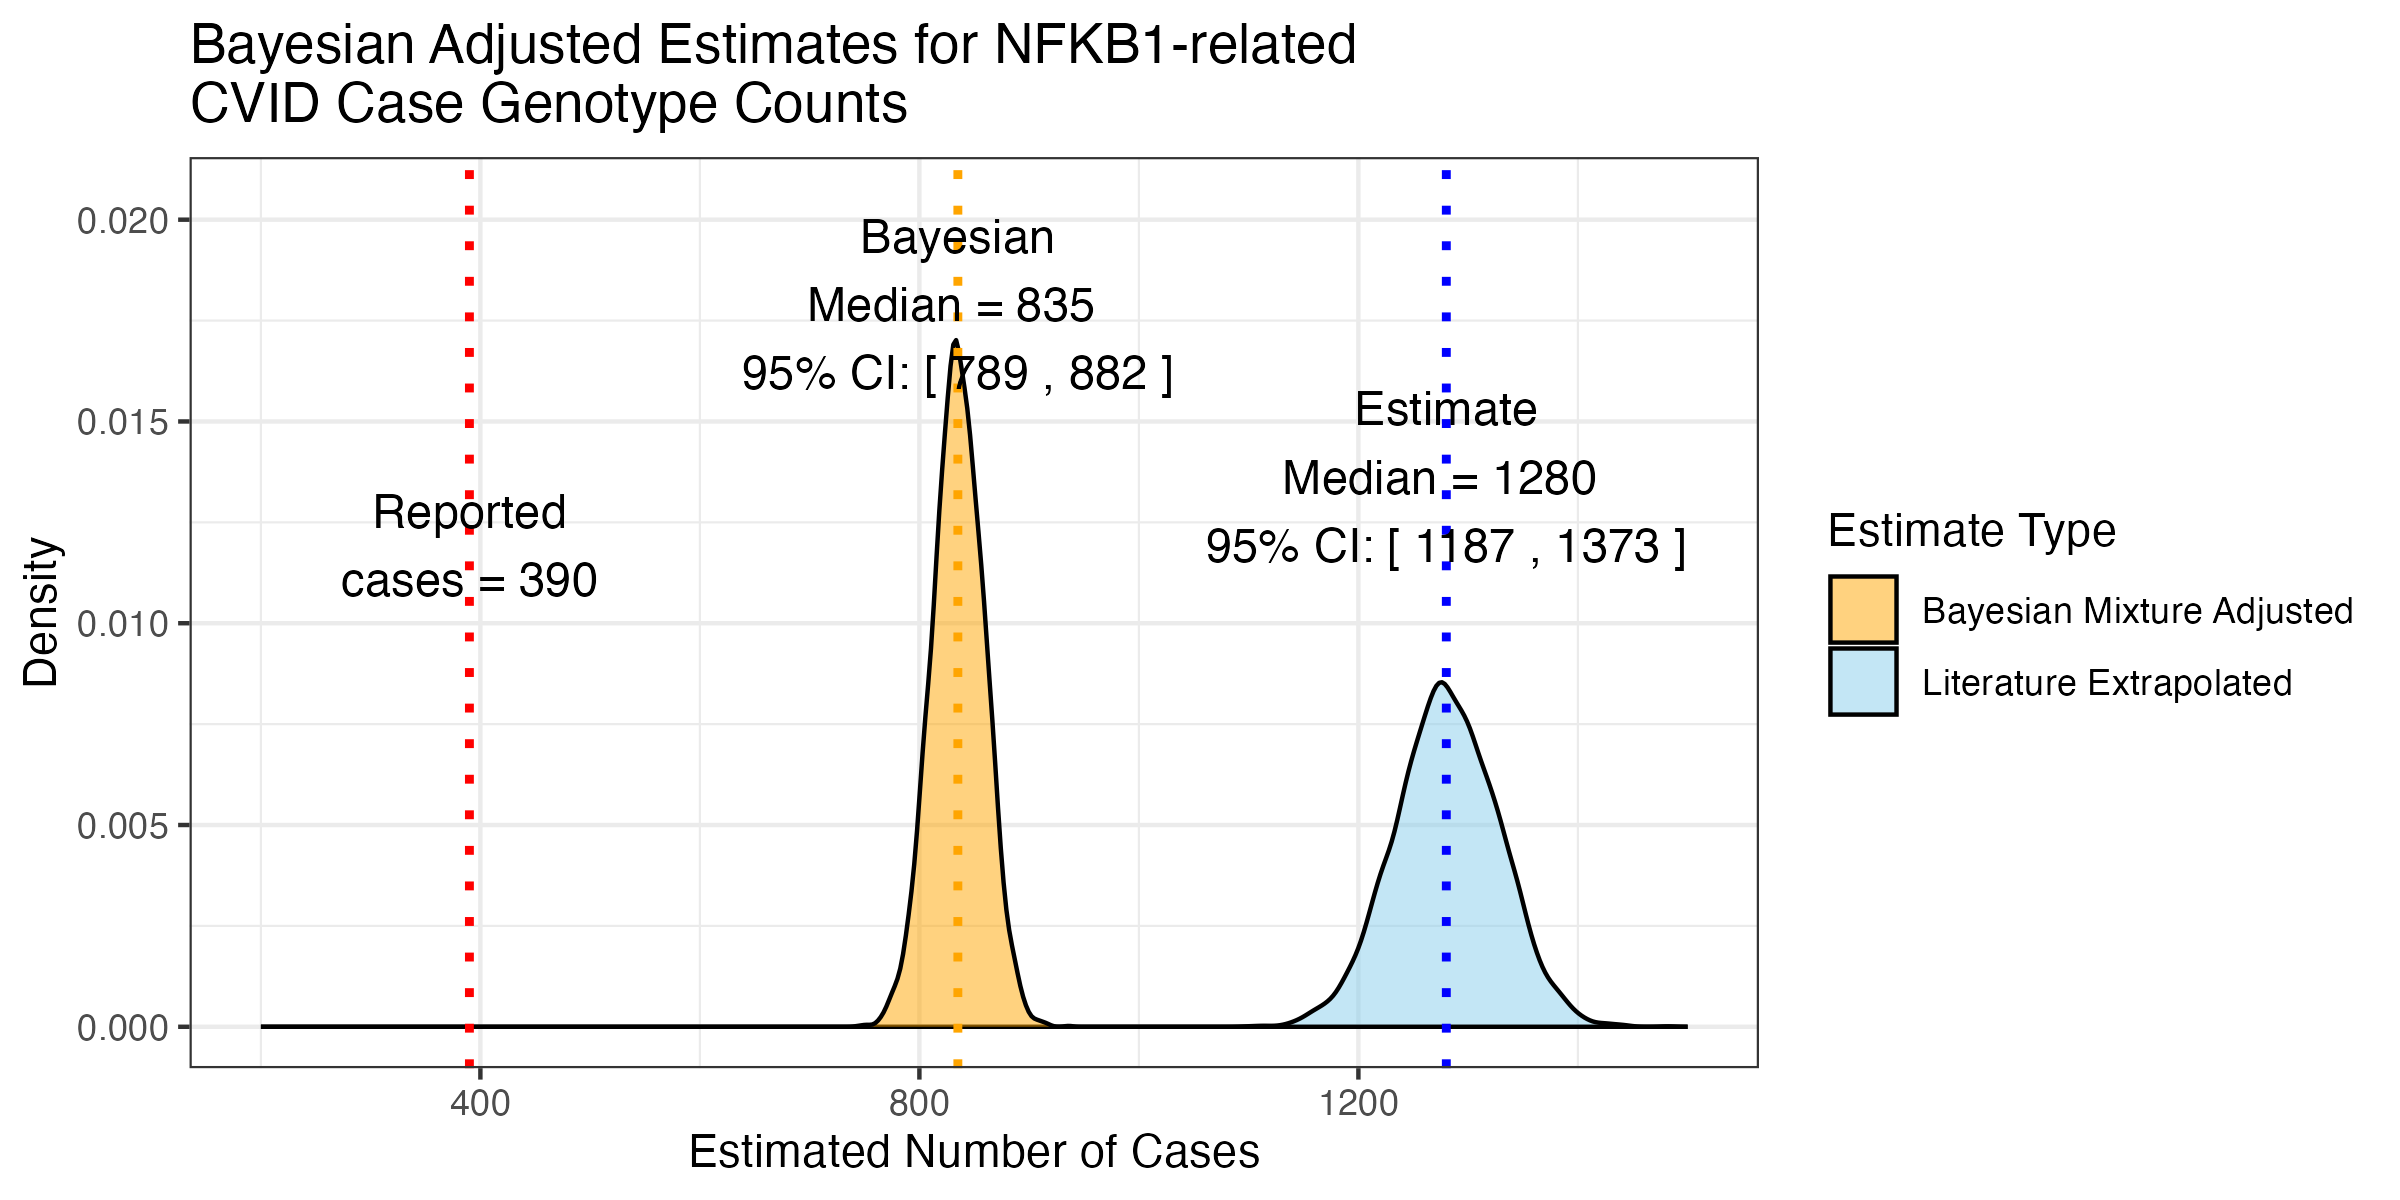 Bayesian Adjusted Estimates for NFKB1-related
CVID Case Genotype Counts
Density
0.020
0.015
0.010
0.005
0.000
Bayesian
Median = 835
95% CI: [ 789 , 882 ]
Estimate
Median = 1280
95% CI: [ 1187 , 1373 ]
Reported
cases = 390
400
800
1200
Estimated Number of Cases
Estimate Type
Bayesian Mixture Adjusted
Literature Extrapolated